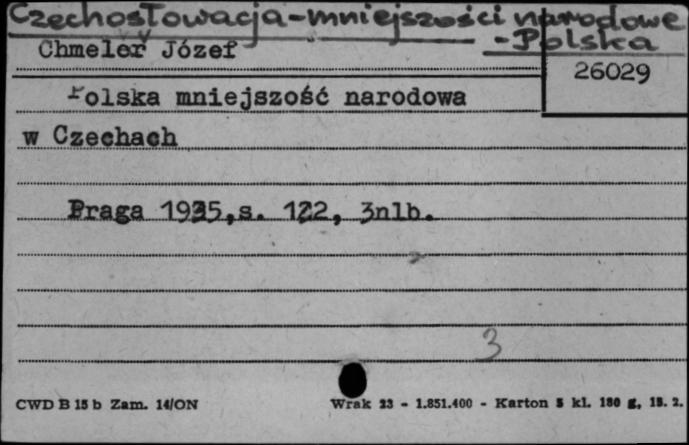 Czechosłowacja-mniejszości narodowe
-Polska
Chmeleř Józef
26029
Polska mniejszość narodowa
w Czechach
Praga 1935,s. 122, 3nlb.
3
CWD B 15 b Zam. 14/ON
Wrak 23 - 1.851.400 - Karton 5 kl. 180 g, 15. 2.